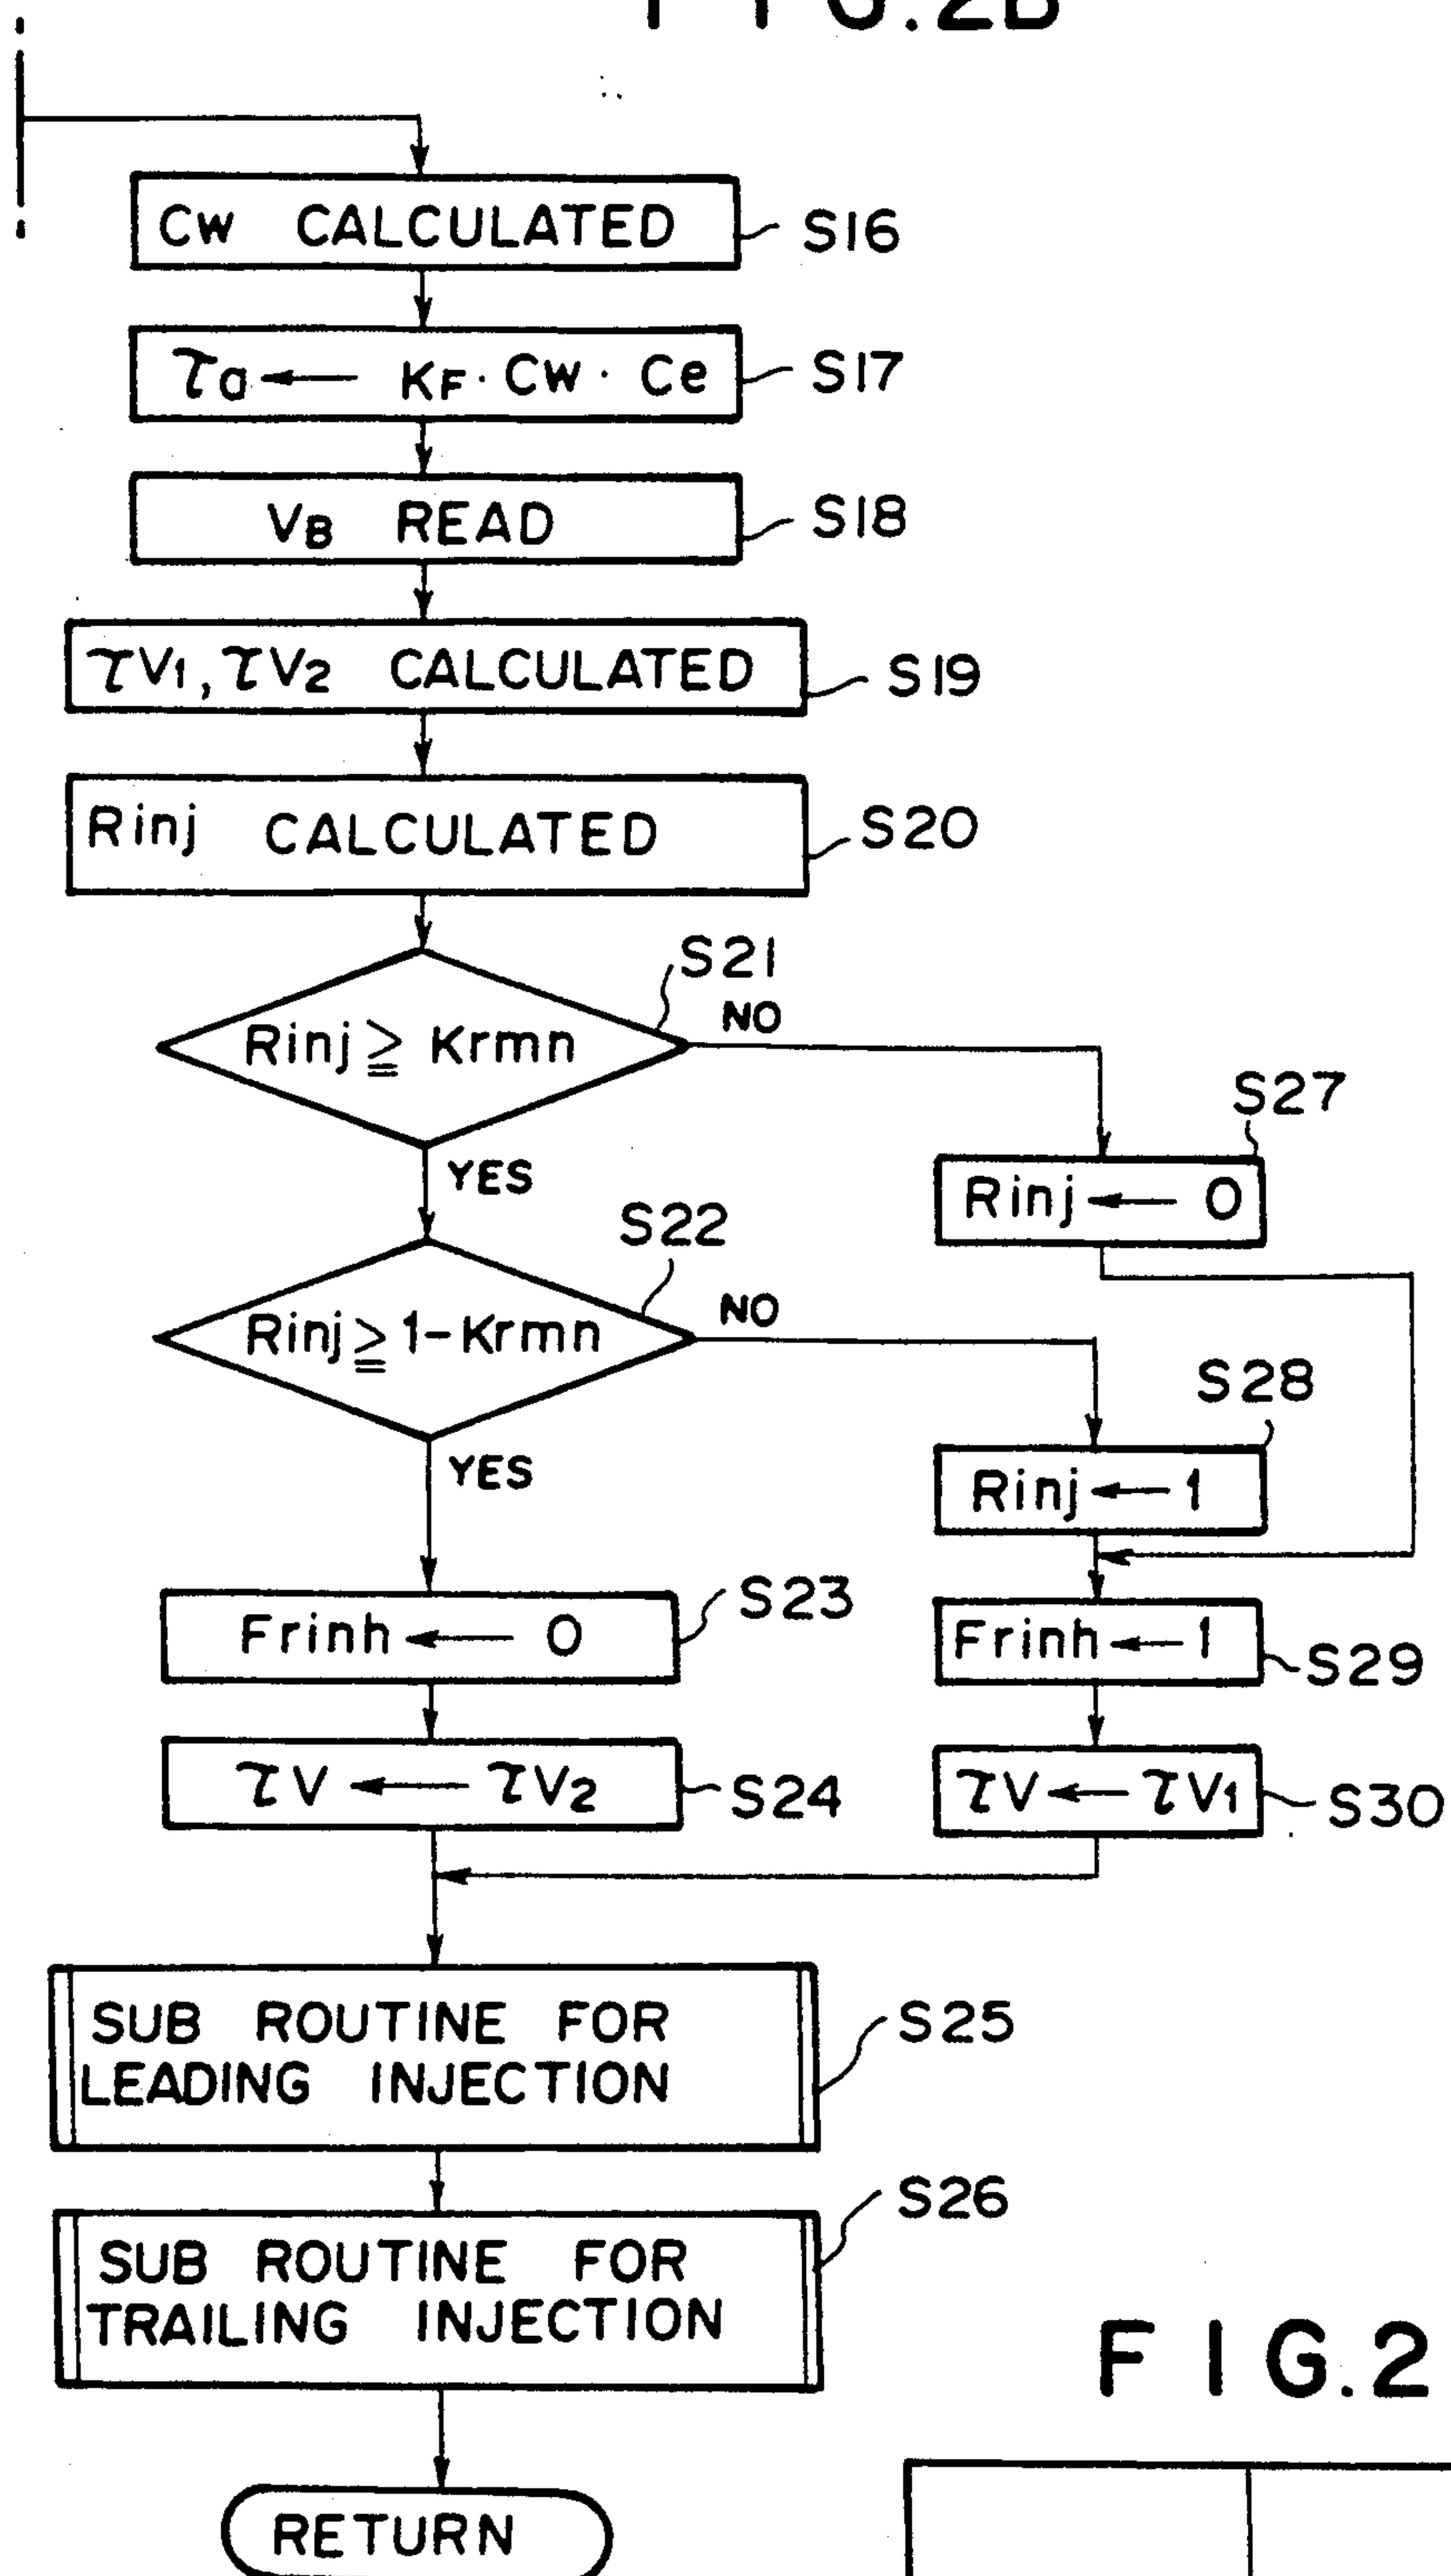 FIG.2B
Cw CALCULATED
S16
τa ← KF · Cw · Ce
S17
VB READ
S18
τV1, τV2 CALCULATED
S19
Rinj CALCULATED
S20
S21
Rinj ≧ Krmn
NO
YES
S27
Rinj ← 0
S22
Rinj ≧ 1-Krmn
NO
YES
S28
Rinj ← 1
S23
Frinh ← 0
Frinh ← 1
S29
τV ← τV2
S24
τV ← τV1
S30
SUB ROUTINE FOR
LEADING INJECTION
S25
S26
SUB ROUTINE FOR
TRAILING INJECTION
FIG.2
RETURN